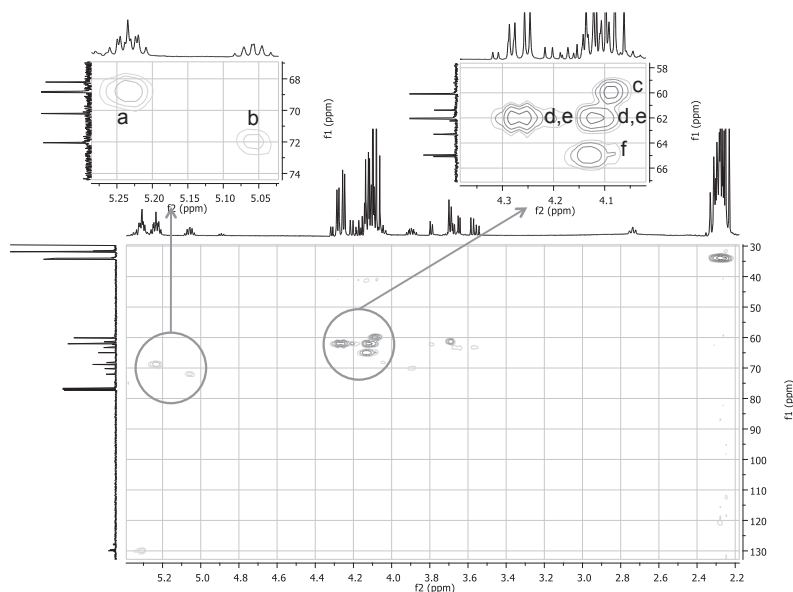 68
70
72
74
f1 (ppm)
a
b
5.25 5.20 5.10 5.05
f2 (ppm)
58
60
62
64
66
f1 (ppm)
c
d,e d,e
f
4.3 4.2 4.1
f2 (ppm)
30
40
50
60
70
80
90
100
110
120
130
f1 (ppm)
5.2 5.0 4.8 4.6 4.4 4.2 4.0 3.8 3.6 3.4 3.2 3.0 2.8 2.6 2.4 2.2
f2 (ppm)